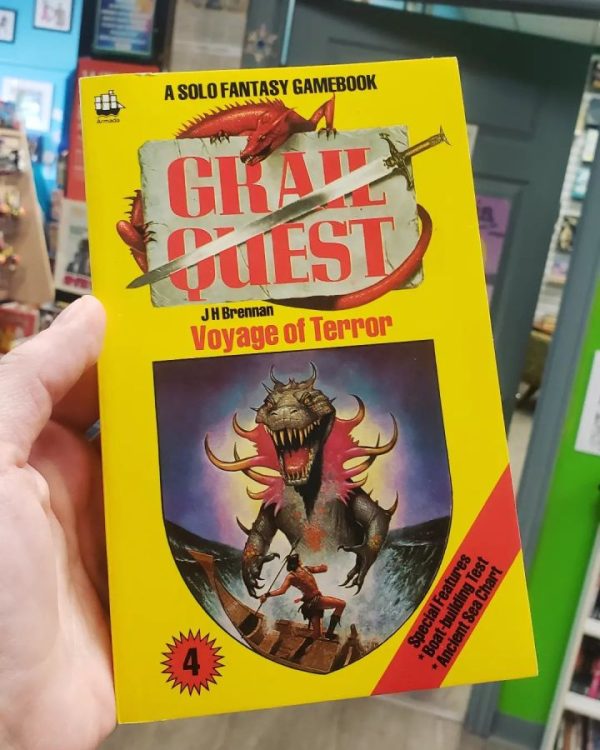 A SOLO FANTASY GAMEBOOK
Armada
GRAIL
QUEST
J H Brennan
Voyage of Terror
Special Features
* Boat-building Test
* Ancient Sea Chart
4